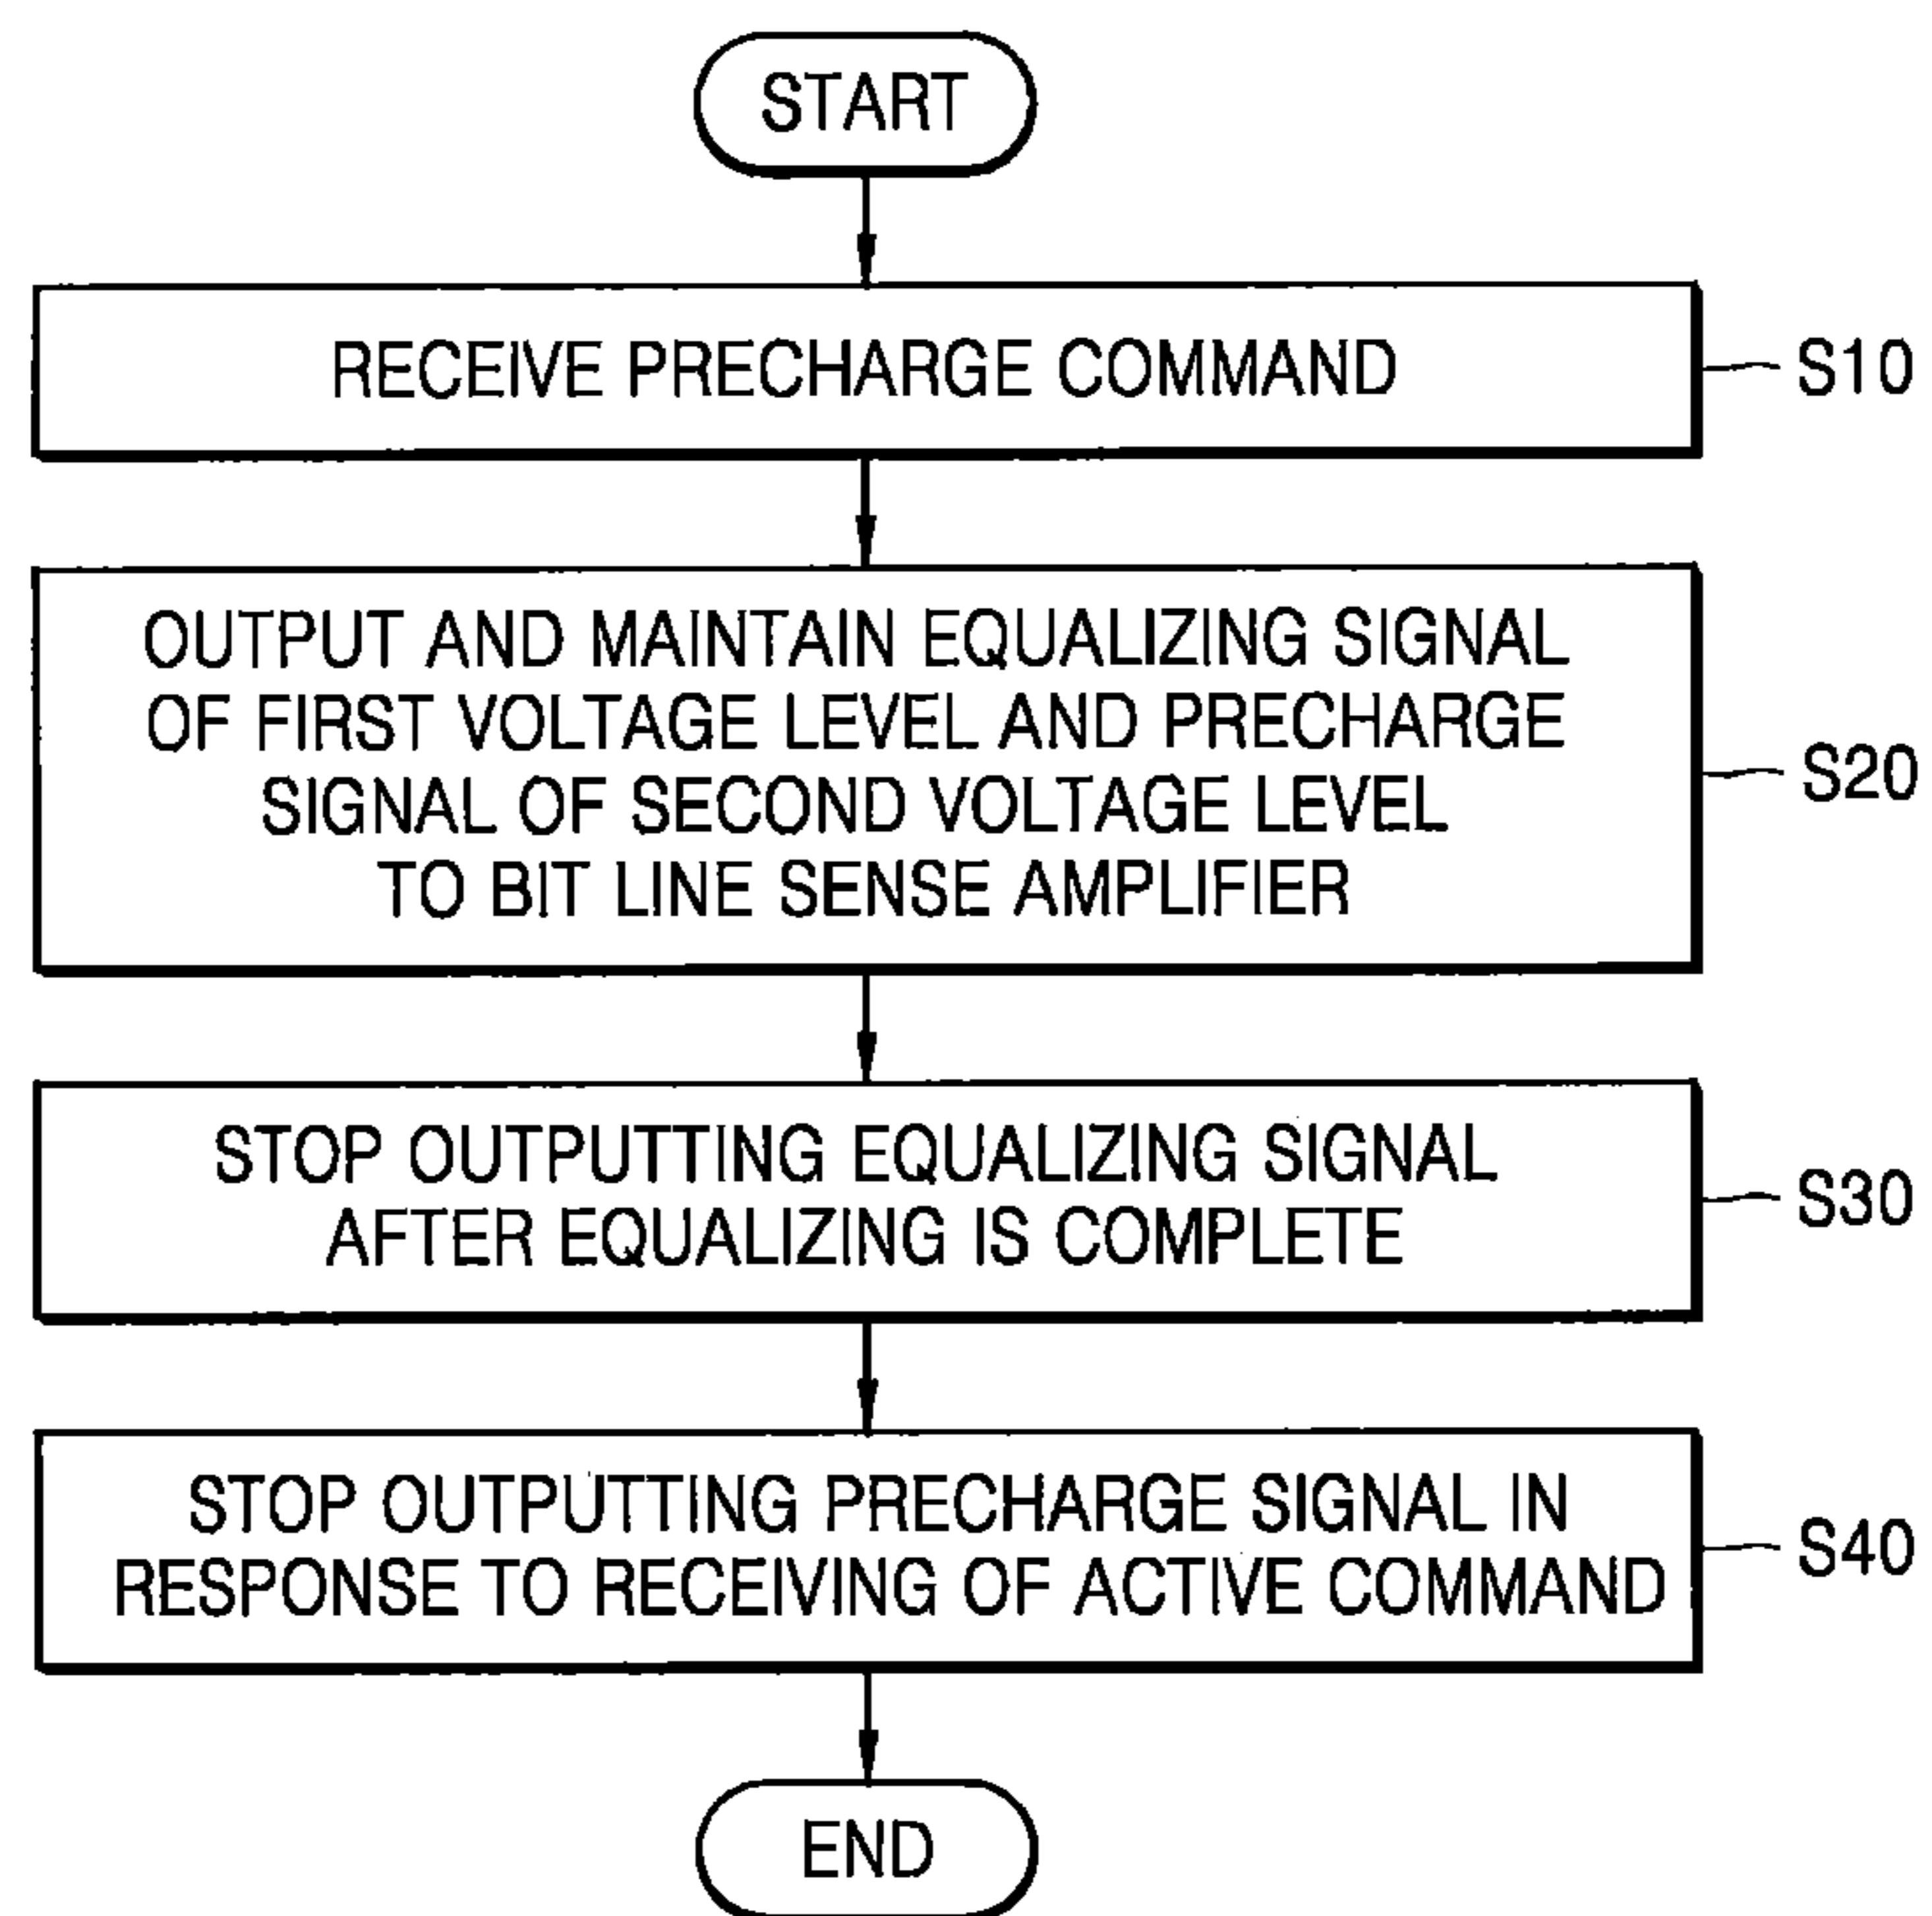 START
RECEIVE PRECHARGE COMMAND
S10
OUTPUT AND MAINTAIN EQUALIZING SIGNAL
OF FIRST VOLTAGE LEVEL AND PRECHARGE
SIGNAL OF SECOND VOLTAGE LEVEL
TO BIT LINE SENSE AMPLIFIER
S20
STOP OUTPUTTING EQUALIZING SIGNAL
AFTER EQUALIZING IS COMPLETE
S30
STOP OUTPUTTING PRECHARGE SIGNAL IN
RESPONSE TO RECEIVING OF ACTIVE COMMAND
S40
END